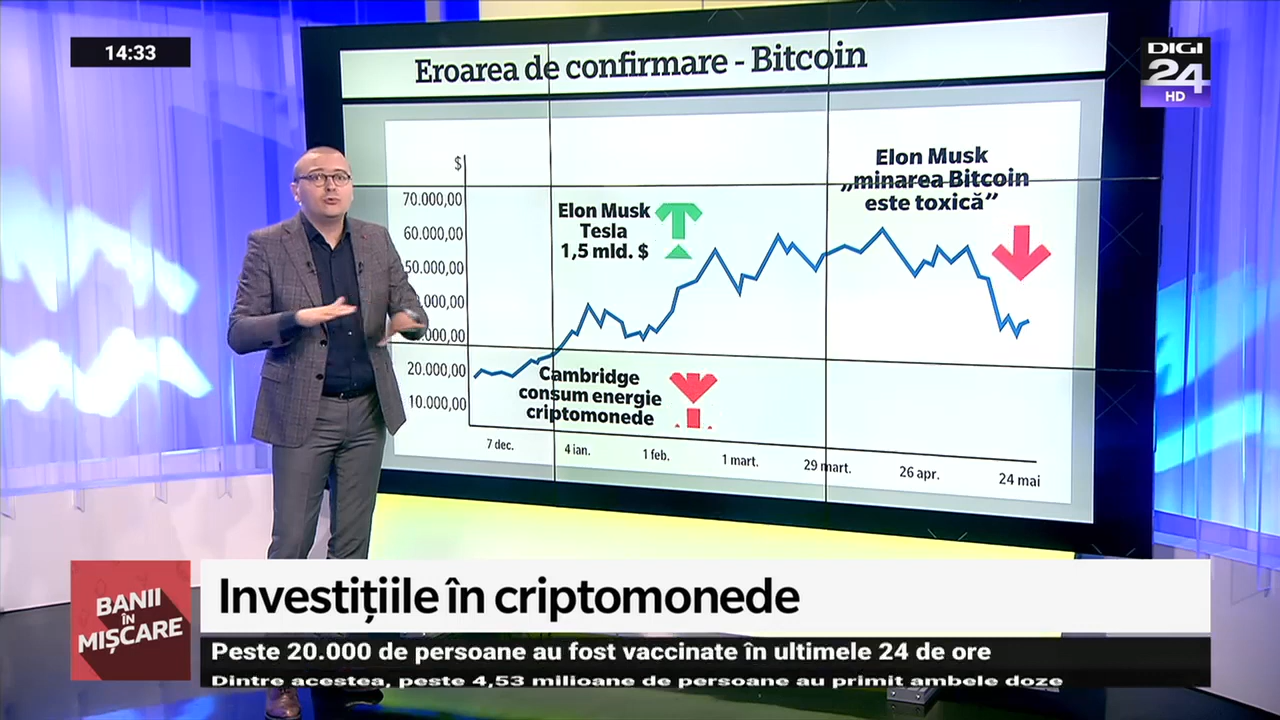 14:33
DIGI
24
HD
Eroarea de confirmare - Bitcoin
$
70.000,00
60.000,00
50.000,00
20.000,00
10.000,00
Elon Musk
Tesla
1,5 mld. $
Elon Musk
„minarea Bitcoin
este toxică”
Cambridge
consum energie
criptomonede
7 dec.
4 ian.
1 feb.
1 mart.
29 mart.
26 apr.
24 mai
BANII
ÎN
MIȘCARE
Investițiile în criptomonede
Peste 20.000 de persoane au fost vaccinate în ultimele 24 de ore
Dintre acestea, peste 4,53 milioane de persoane au primit ambele doze